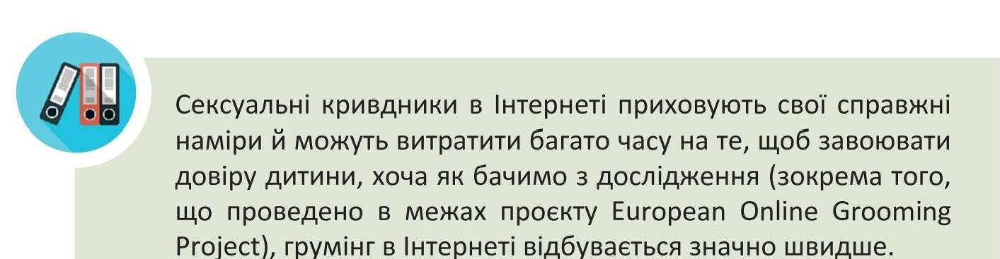 Сексуальні кривдники в Інтернеті приховують свої справжні
наміри й можуть витратити багато часу на те, щоб завоювати
довіру дитини, хоча як бачимо з дослідження (зокрема того,
що проведено в межах проєкту European Online Grooming
Project), грумінг в Інтернеті відбувається значно швидше.